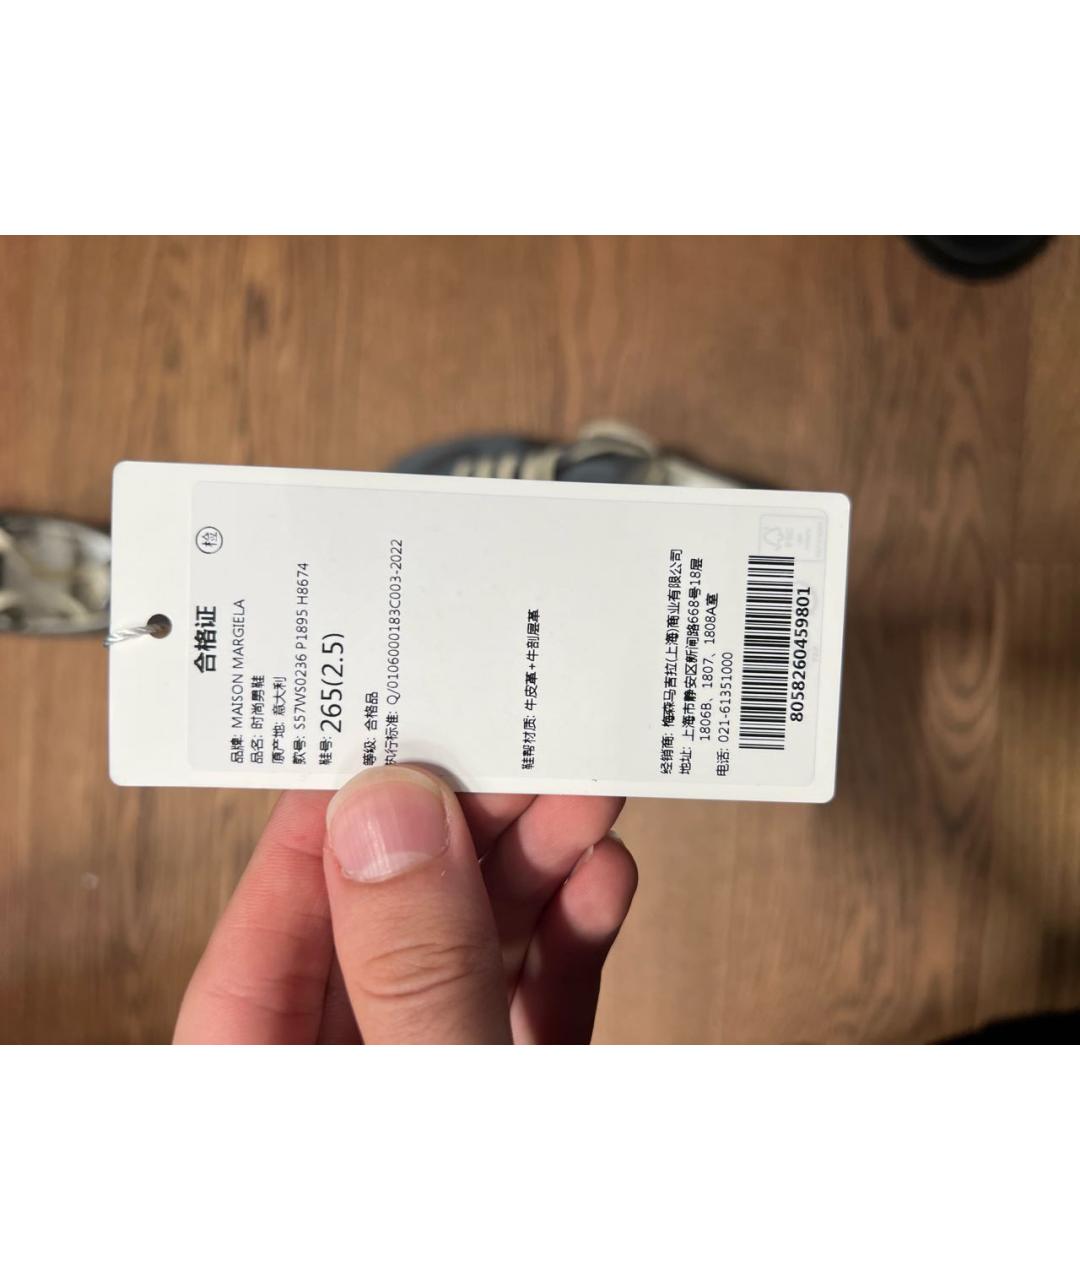 合格证 检
品牌: MAISON MARGIELA
品名: 时尚男鞋
原产地: 意大利
款号: S57WS0236 P1895 H8674
鞋号: 265(2.5)
等级: 合格品
执行标准: Q/0106000183C003-2022
鞋帮材质: 牛皮革+牛剖层革
经销商: 梅森马吉拉(上海)商业有限公司
地址: 上海市静安区新闸路668号18层
1806B、1807、1808A室
电话: 021-61351000
8058260459801